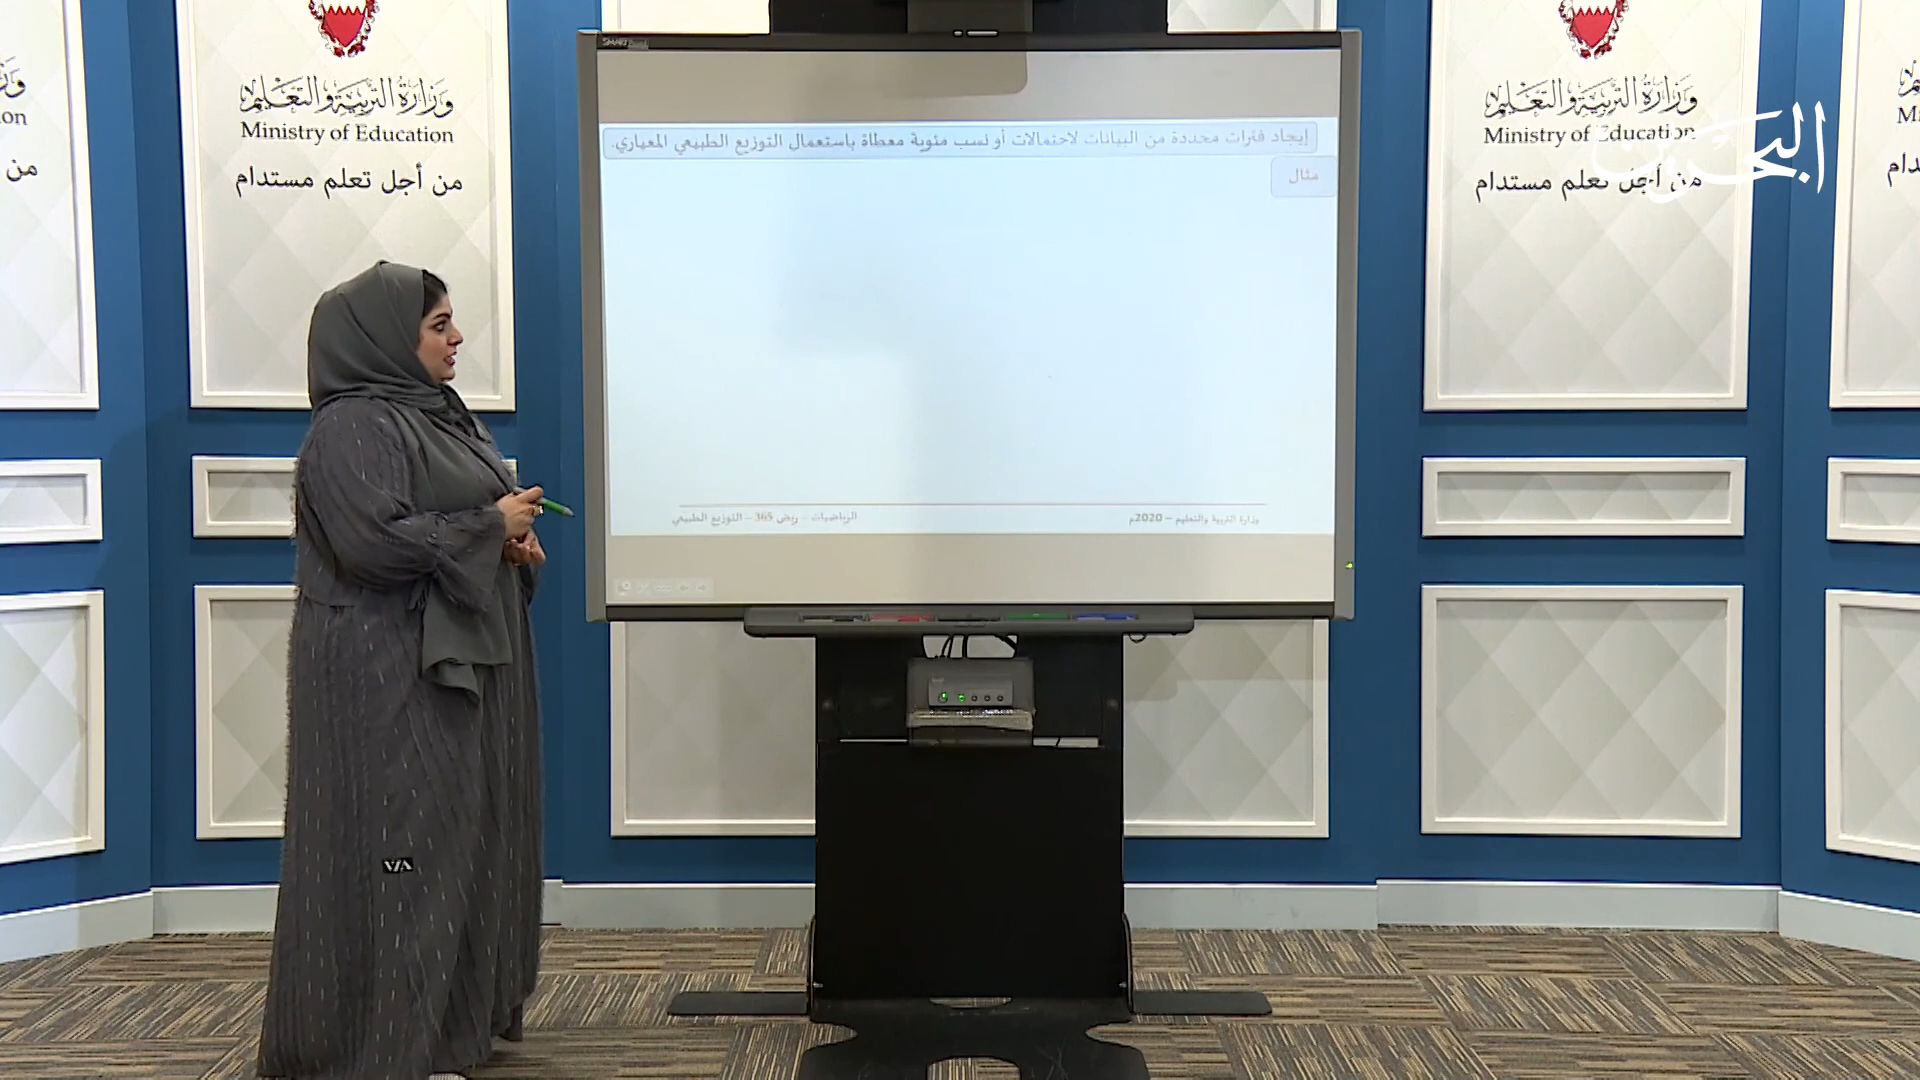 وزارة التربية والتعليم
Ministry of Education
من أجل تعلم مستدام
SMART
إيجاد فترات محددة من البيانات لاحتمالات أو نسب مئوية معطاة باستعمال التوزيع الطبيعي المعياري.
مثال
وزارة التربية والتعليم – 2020م
الرياضيات – ريض 365 – التوزيع الطبيعي
وزارة التربية والتعليم
Ministry of Education
من أجل تعلم مستدام
البحرين
V/A